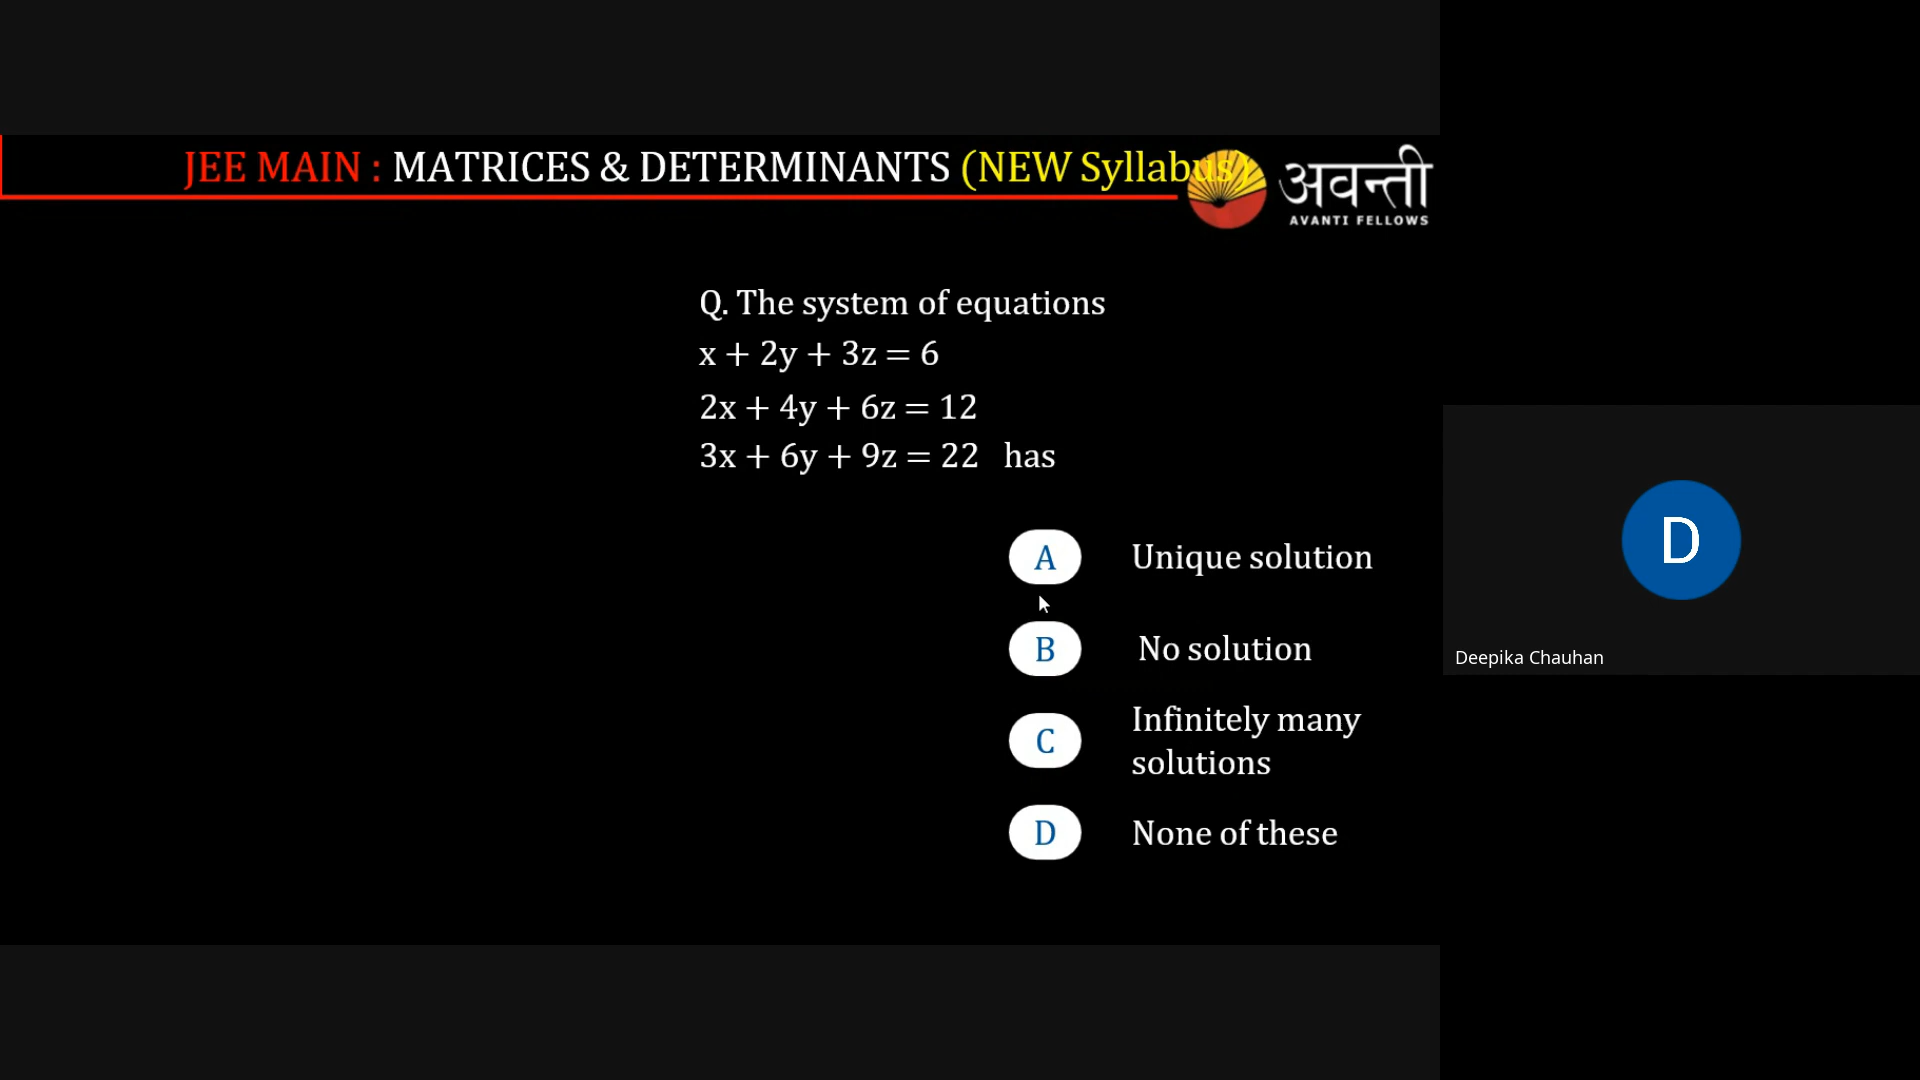 JEE MAIN : MATRICES & DETERMINANTS (NEW Syllabus)
अवन्ती
AVANTI FELLOWS
Q. The system of equations
x + 2y + 3z = 6
2x + 4y + 6z = 12
3x + 6y + 9z = 22 has
A Unique solution
B No solution
C Infinitely many
solutions
D None of these
D
Deepika Chauhan